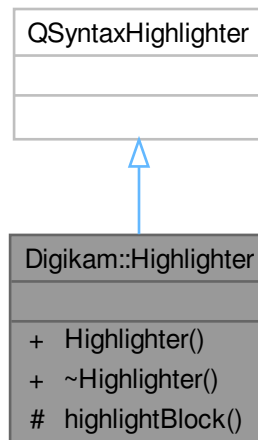 QSyntaxHighlighter
Digikam::Highlighter
+ Highlighter()
+ ~Highlighter()
# highlightBlock()